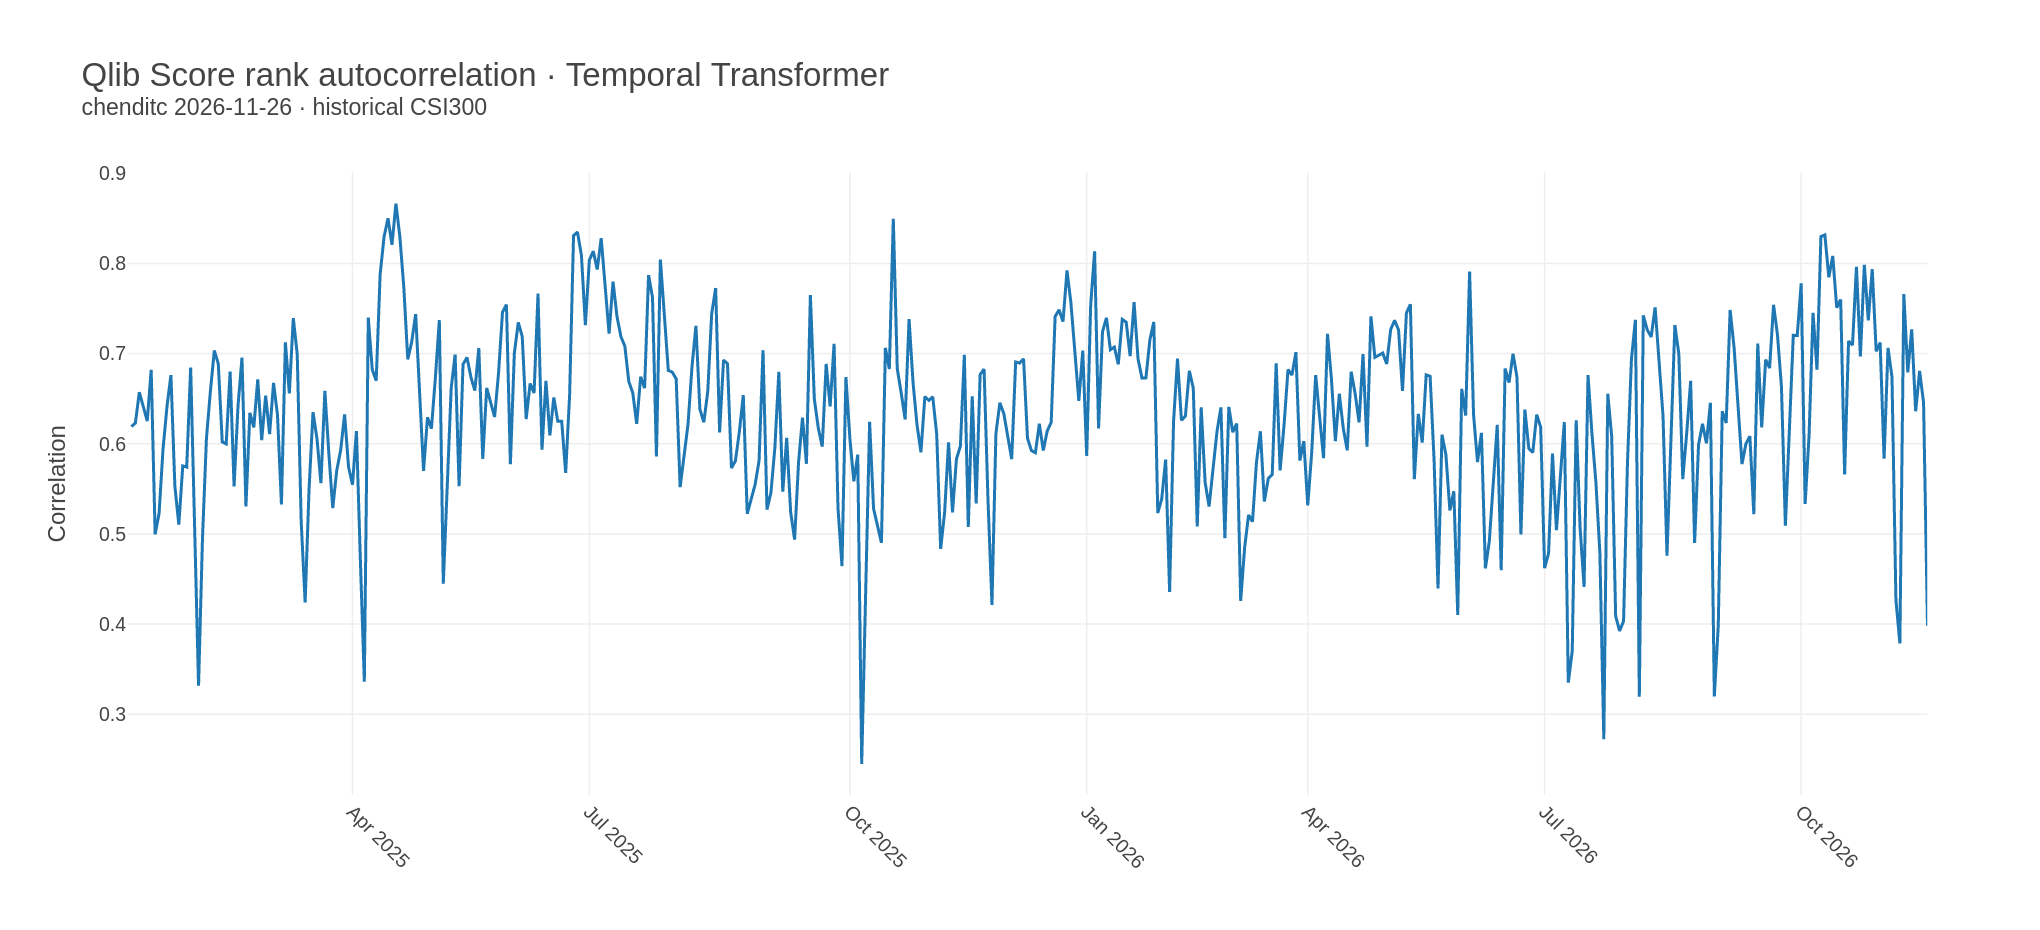 Qlib Score rank autocorrelation · Temporal Transformer
chenditc 2026-11-26 · historical CSI300
0.9
0.8
0.7
0.6
0.5
0.4
0.3
Correlation
Apr 2025
Jul 2025
Oct 2025
Jan 2026
Apr 2026
Jul 2026
Oct 2026